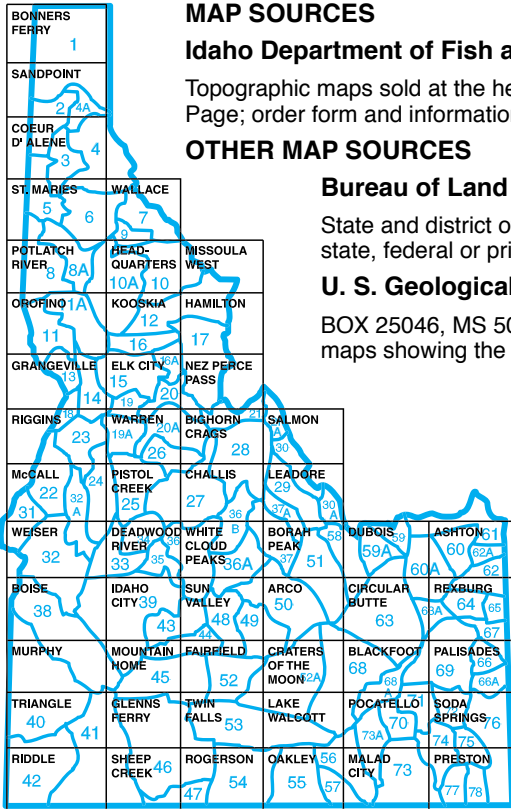 MAP SOURCES
Idaho Department of Fish a
Topographic maps sold at the he
Page; order form and information
OTHER MAP SOURCES
Bureau of Land
State and district o
state, federal or pri
U. S. Geological
BOX 25046, MS 50
maps showing the
BONNERS
FERRY
1
SANDPOINT
2 4A
COEUR
D' ALENE
3 4
ST. MARIES WALLACE
5 6 7
9
POTLATCH HEAD- MISSOULA
RIVER QUARTERS WEST
8 8A 10A 10
OROFINO 1A KOOSKIA HAMILTON
11 12 17
16
GRANGEVILLE ELK CITY 16A NEZ PERCE
13 15 PASS
14 19 20
RIGGINS 18 WARREN 20A BIGHORN 21 SALMON
23 19A CRAGS A
26 28 30
McCALL PISTOL CHALLIS LEADORE
22 24 CREEK 29
31 32 A 25 27 36 B 37A 30 A
WEISER DEADWOOD 36 WHITE BORAH 58 DUBOIS 59 ASHTON 61
32 RIVER CLOUD PEAK 59A 60 62A
33 35 PEAKS 36A 37 51 60A 62
BOISE IDAHO SUN ARCO CIRCULAR REXBURG
38 CITY 39 VALLEY 50 BUTTE 63A 64 65
43 44 48 49 63 67
MURPHY MOUNTAIN FAIRFIELD CRATERS BLACKFOOT PALISADES
HOME OF THE 68 69 66
45 52 MOON 52A 68 A 66A
TRIANGLE GLENNS TWIN LAKE POCATELLO 71 SODA
40 41 FERRY FALLS 53 WALCOTT 70 SPRINGS 76
73A 74 75
RIDDLE SHEEP ROGERSON OAKLEY 56 MALAD PRESTON
42 CREEK 46 47 54 55 57 CITY 73 77 78